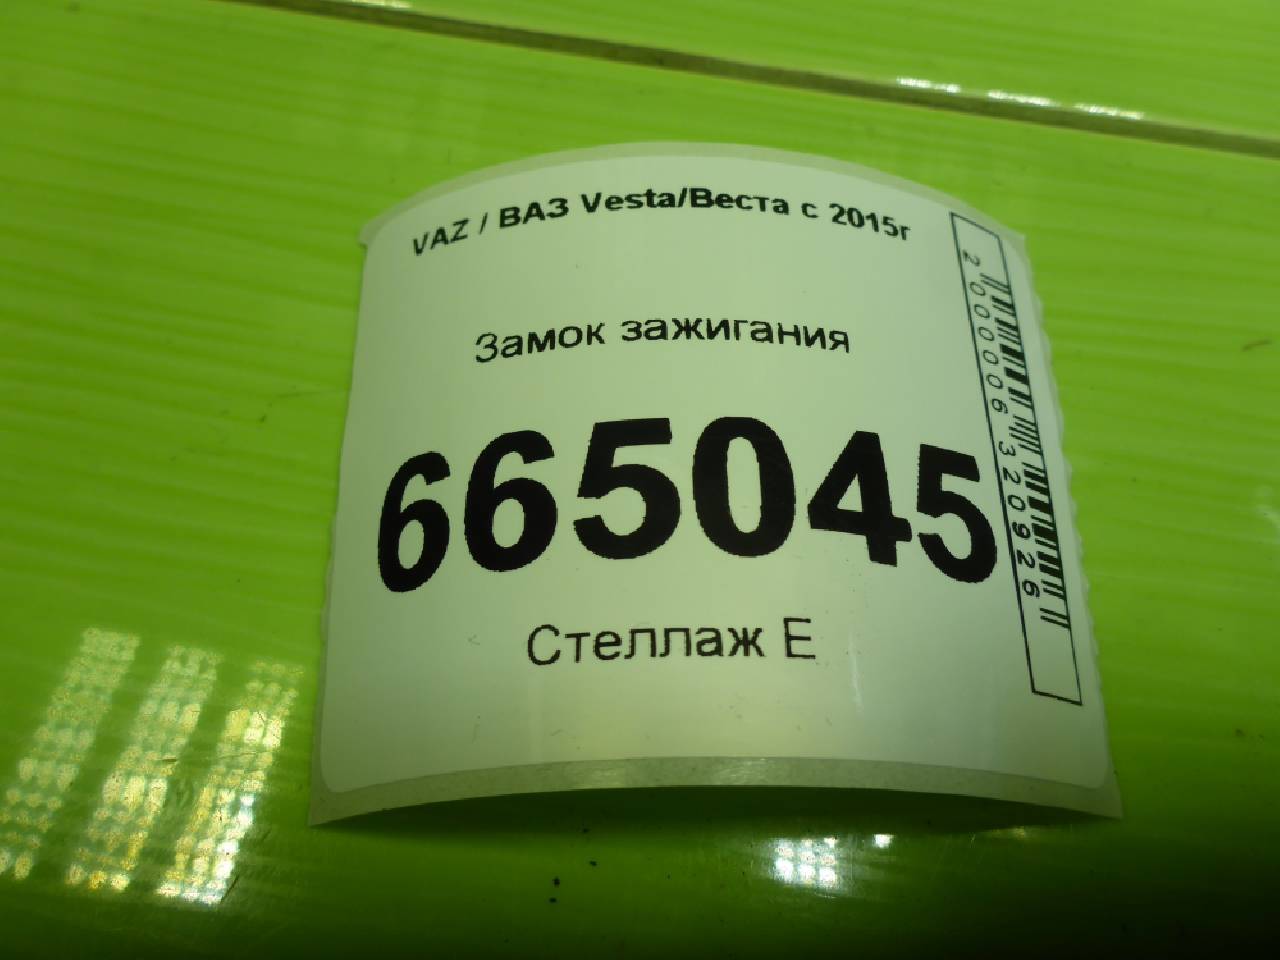 VAZ / ВАЗ Vesta/Веста с 2015г
Замок зажигания
665045
Стеллаж Е
2000006320926